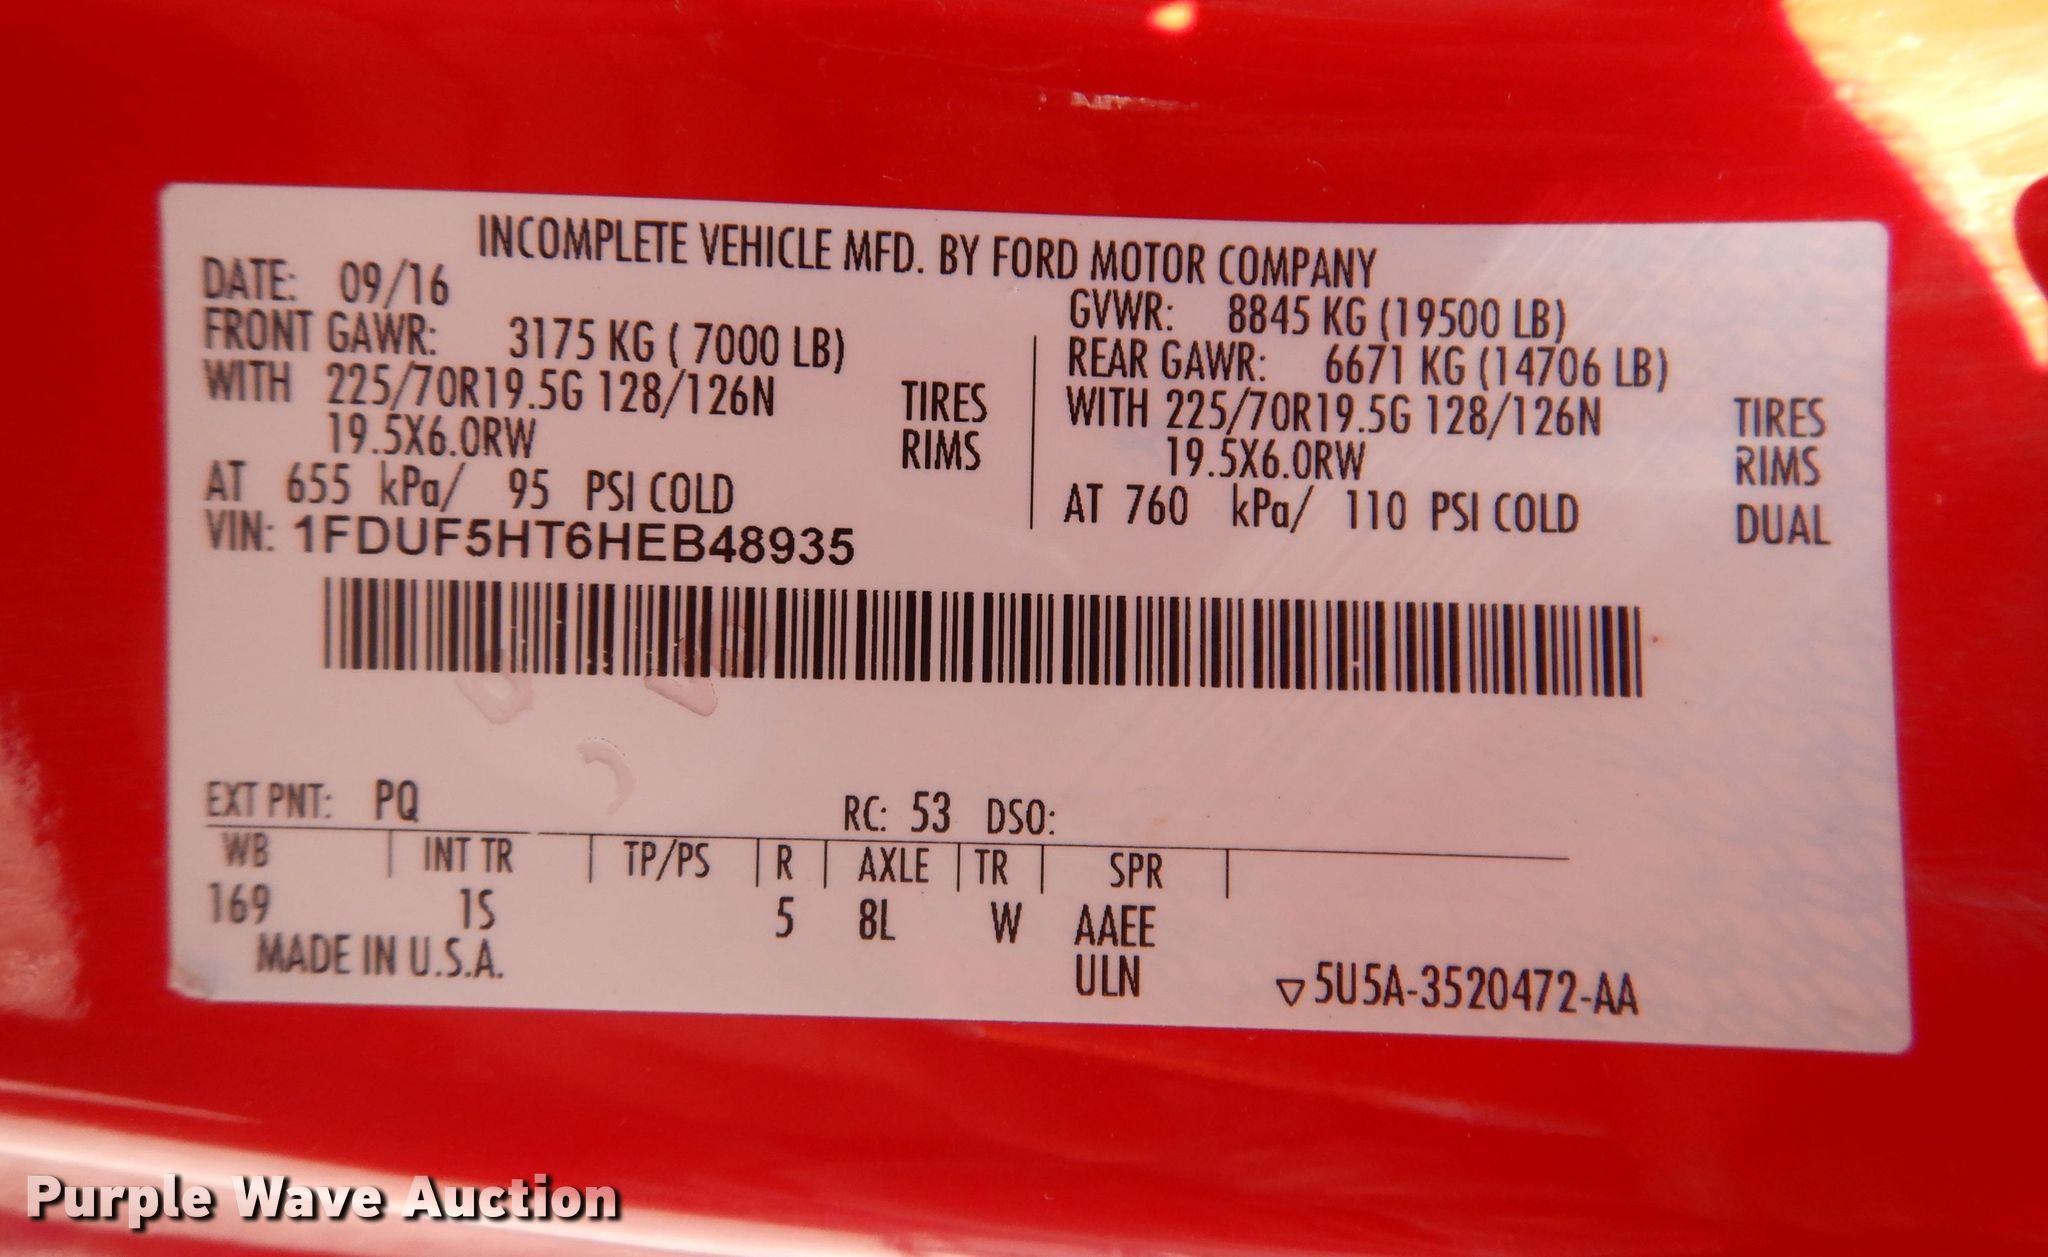 INCOMPLETE VEHICLE MFD. BY FORD MOTOR COMPANY
DATE: 09/16
GVWR: 8845 KG (19500 LB)
FRONT GAWR: 3175 KG ( 7000 LB)
REAR GAWR: 6671 KG (14706 LB)
WITH 225/70R19.5G 128/126N TIRES
WITH 225/70R19.5G 128/126N TIRES
19.5X6.0RW RIMS
19.5X6.0RW RIMS
AT 655 kPa/ 95 PSI COLD
AT 760 kPa/ 110 PSI COLD DUAL
VIN: 1FDUF5HT6HEB48935
EXT PNT: PQ RC: 53 DSO:
WB INT TR TP/PS R AXLE TR SPR
169 1S 5 8L W AAEE
MADE IN U.S.A. ULN ▽5U5A-3520472-AA
Purple Wave Auction